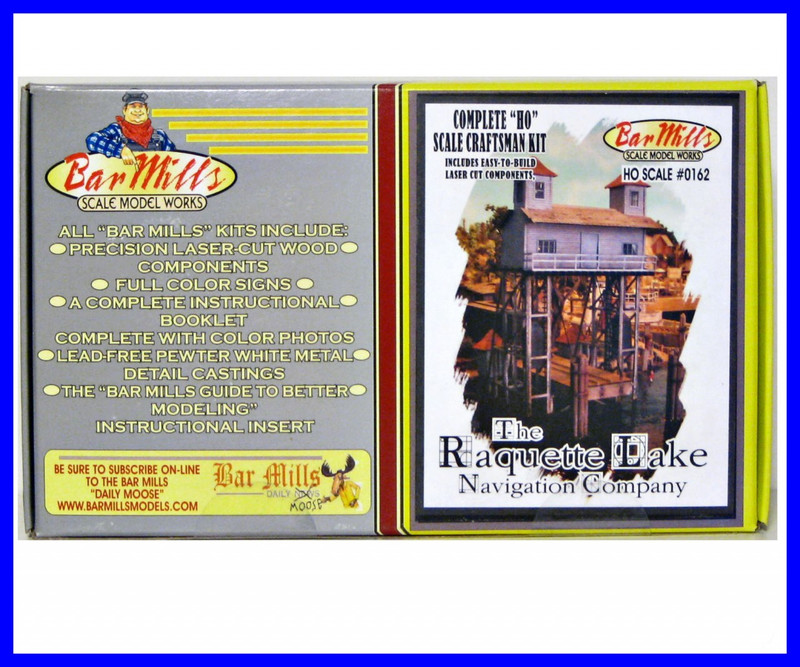 Bar Mills
SCALE MODEL WORKS
ALL "BAR MILLS" KITS INCLUDE:
PRECISION LASER-CUT WOOD
COMPONENTS
FULL COLOR SIGNS
A COMPLETE INSTRUCTIONAL
BOOKLET
COMPLETE WITH COLOR PHOTOS
LEAD-FREE PEWTER WHITE METAL
DETAIL CASTINGS
THE "BAR MILLS GUIDE TO BETTER
MODELING"
INSTRUCTIONAL INSERT
BE SURE TO SUBSCRIBE ON-LINE
TO THE BAR MILLS
"DAILY MOOSE"
WWW.BARMILLSMODELS.COM
Bar Mills
DAILY NEWS
MOOSE
COMPLETE "HO"
SCALE CRAFTSMAN KIT
INCLUDES EASY-TO-BUILD
LASER CUT COMPONENTS.
Bar Mills
SCALE MODEL WORKS
HO SCALE #0162
The
Raquette Lake
Navigation Company